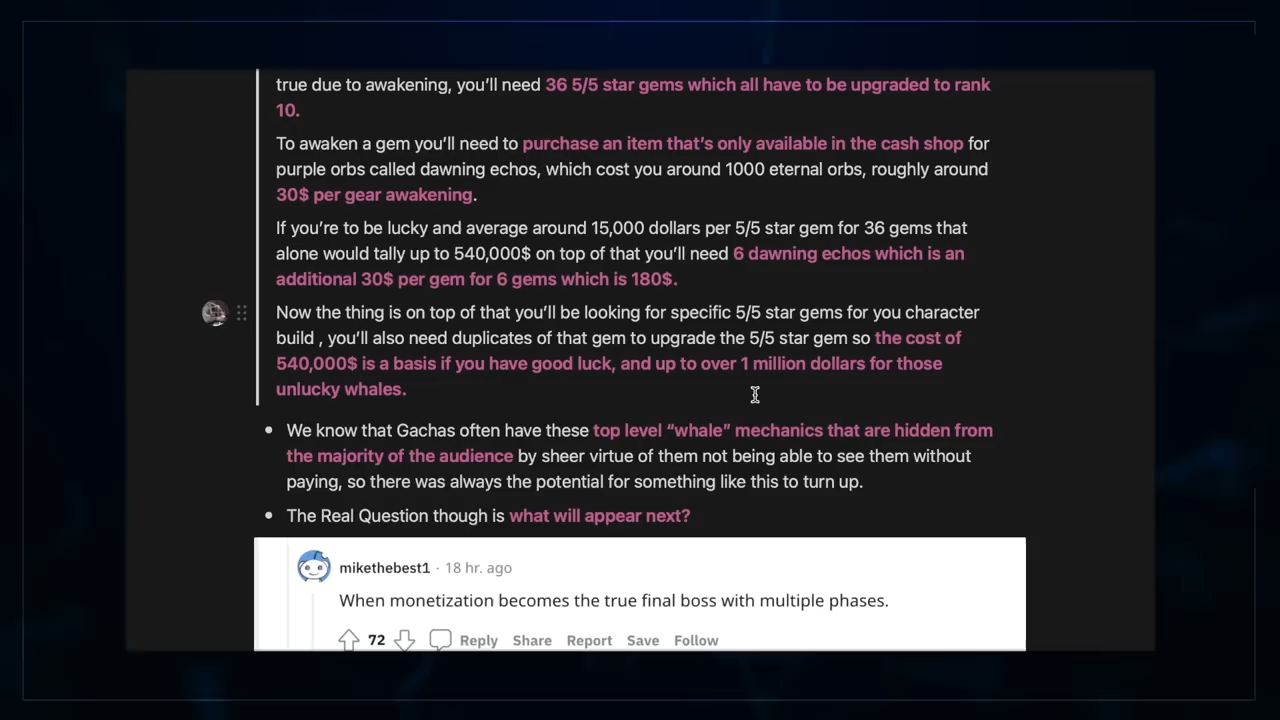 true due to awakening, you’ll need 36 5/5 star gems which all have to be upgraded to rank
10.
To awaken a gem you’ll need to purchase an item that’s only available in the cash shop for
purple orbs called dawning echos, which cost you around 1000 eternal orbs, roughly around
30$ per gear awakening.
If you’re to be lucky and average around 15,000 dollars per 5/5 star gem for 36 gems that
alone would tally up to 540,000$ on top of that you’ll need 6 dawning echos which is an
additional 30$ per gem for 6 gems which is 180$.
Now the thing is on top of that you’ll be looking for specific 5/5 star gems for you character
build , you’ll also need duplicates of that gem to upgrade the 5/5 star gem so the cost of
540,000$ is a basis if you have good luck, and up to over 1 million dollars for those
unlucky whales.
• We know that Gachas often have these top level “whale” mechanics that are hidden from
the majority of the audience by sheer virtue of them not being able to see them without
paying, so there was always the potential for something like this to turn up.
• The Real Question though is what will appear next?
mikethebest1 · 18 hr. ago
When monetization becomes the true final boss with multiple phases.
72 Reply Share Report Save Follow